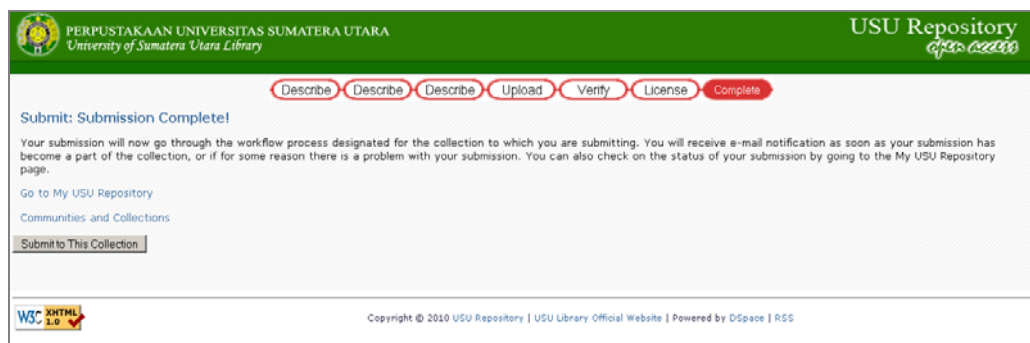 PERPUSTAKAAN UNIVERSITAS SUMATERA UTARA
University of Sumatera Utara Library
USU Repository
open access
Describe Describe Describe Upload Verify License Complete
Submit: Submission Complete!
Your submission will now go through the workflow process designated for the collection to which you are submitting. You will receive e-mail notification as soon as your submission has
become a part of the collection, or if for some reason there is a problem with your submission. You can also check on the status of your submission by going to the My USU Repository
page.
Go to My USU Repository
Communities and Collections
Submit to This Collection
W3C XHTML 1.0
Copyright © 2010 USU Repository | USU Library Official Website | Powered by DSpace | RSS